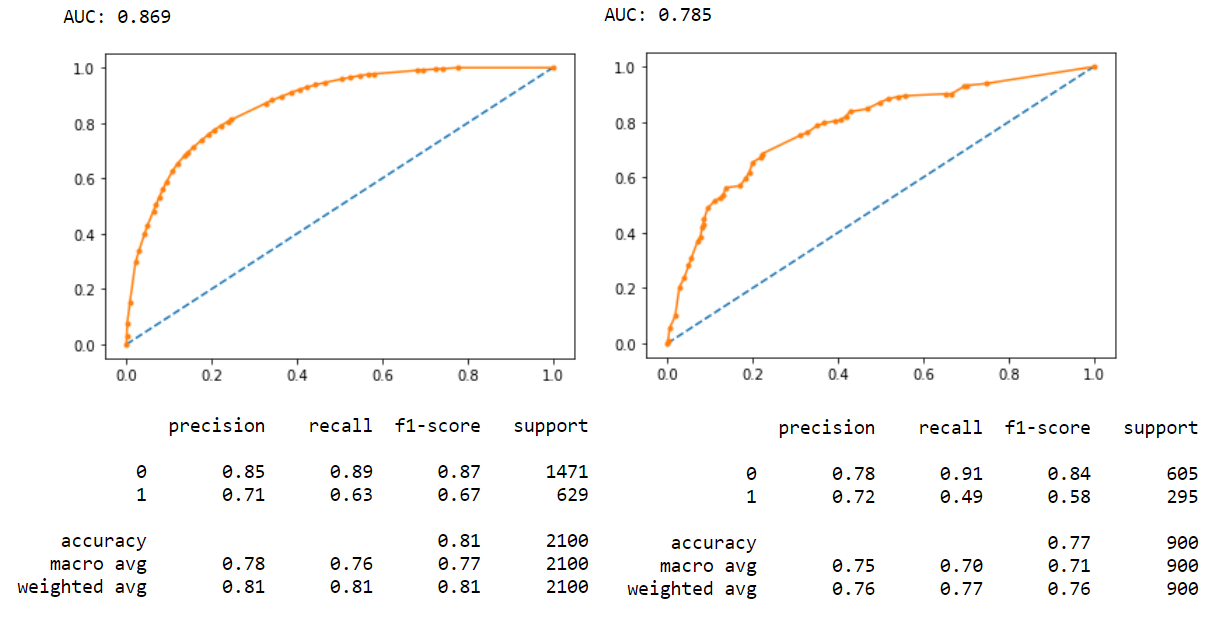 AUC: 0.869
1.0
0.8
0.6
0.4
0.2
0.0
0.0 0.2 0.4 0.6 0.8 1.0
precision recall f1-score support
0 0.85 0.89 0.87 1471
1 0.71 0.63 0.67 629
accuracy 0.81 2100
macro avg 0.78 0.76 0.77 2100
weighted avg 0.81 0.81 0.81 2100
AUC: 0.785
1.0
0.8
0.6
0.4
0.2
0.0
0.0 0.2 0.4 0.6 0.8 1.0
precision recall f1-score support
0 0.78 0.91 0.84 605
1 0.72 0.49 0.58 295
accuracy 0.77 900
macro avg 0.75 0.70 0.71 900
weighted avg 0.76 0.77 0.76 900